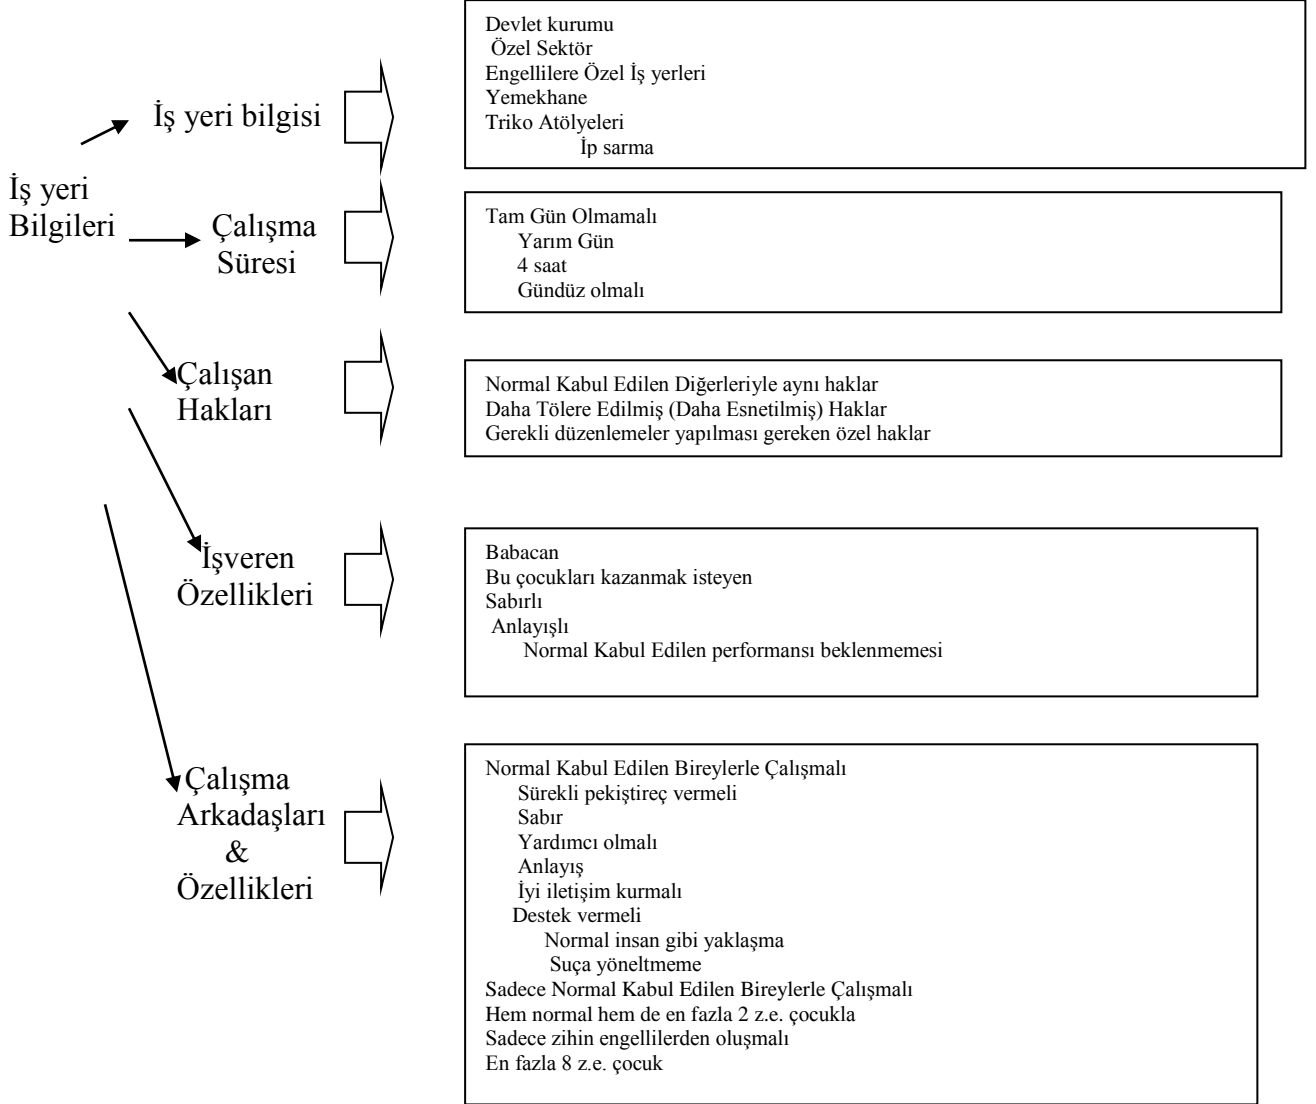 İş yeri
Bilgileri
İş yeri bilgisi
Devlet kurumu
Özel Sektör
Engellilere Özel İş yerleri
Yemekhane
Triko Atölyeleri
İp sarma
Çalışma
Süresi
Tam Gün Olmamalı
Yarım Gün
4 saat
Gündüz olmalı
Çalışan
Hakları
Normal Kabul Edilen Diğerleriyle aynı haklar
Daha Tölere Edilmiş (Daha Esnetilmiş) Haklar
Gerekli düzenlemeler yapılması gereken özel haklar
İşveren
Özellikleri
Babacan
Bu çocukları kazanmak isteyen
Sabırlı
Anlayışlı
Normal Kabul Edilen performansı beklenmemesi
Çalışma
Arkadaşları
&
Özellikleri
Normal Kabul Edilen Bireylerle Çalışmalı
Sürekli pekiştireç vermeli
Sabır
Yardımcı olmalı
Anlayış
İyi iletişim kurmalı
Destek vermeli
Normal insan gibi yaklaşma
Suça yöneltmeme
Sadece Normal Kabul Edilen Bireylerle Çalışmalı
Hem normal hem de en fazla 2 z.e. çocukla
Sadece zihin engellilerden oluşmalı
En fazla 8 z.e. çocuk